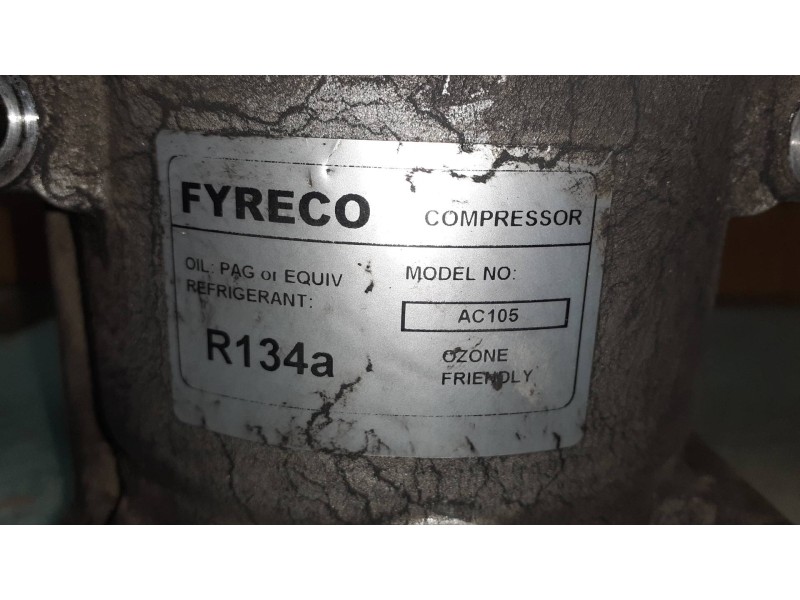 FYRECO COMPRESSOR
OIL: PAG or EQUIV
REFRIGERANT:
R134a
MODEL NO:
AC105
OZONE
FRIENDLY